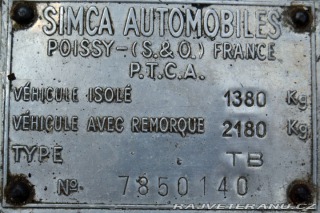 SIMCA AUTOMOBILES
POISSY-(S.&O.) FRANCE
P.T.C.A.
VÉHICULE ISOLÉ 1380 Kg
VÉHICULE AVEC REMORQUE 2180 Kg
TYPE TB
No 7850140
RAJVETERANU.CZ